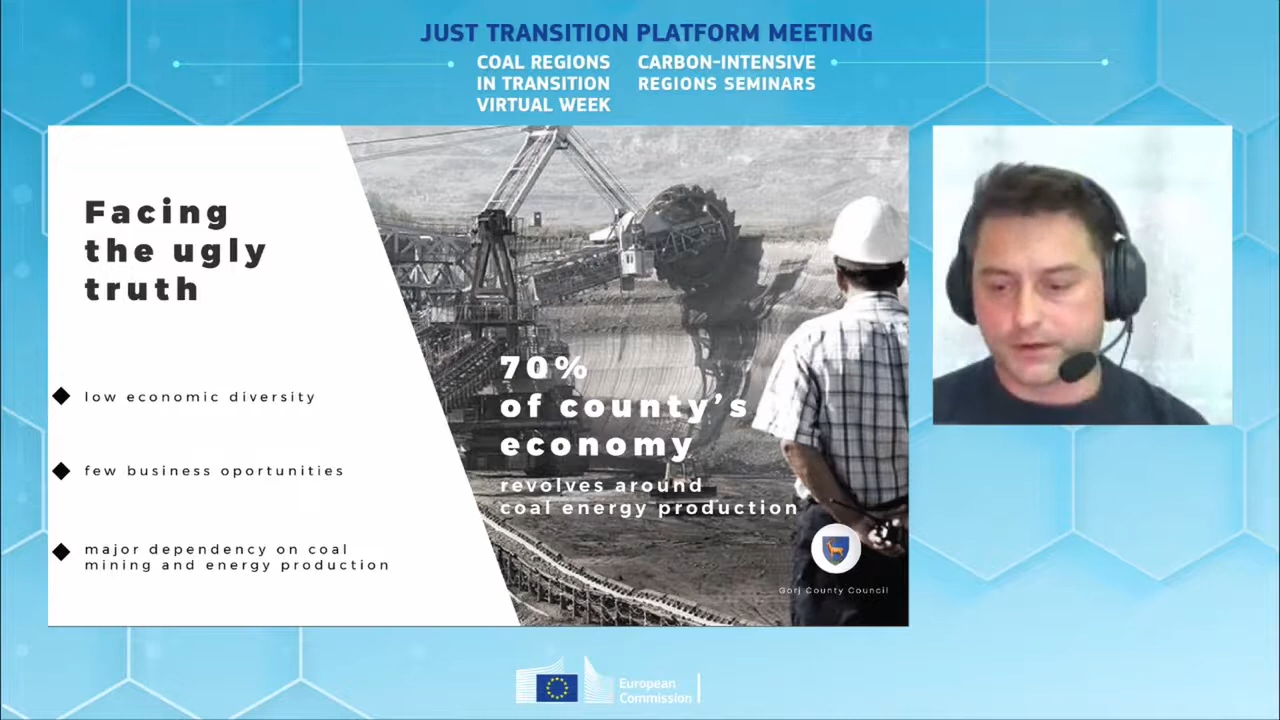 JUST TRANSITION PLATFORM MEETING
COAL REGIONS
IN TRANSITION
VIRTUAL WEEK
CARBON-INTENSIVE
REGIONS SEMINARS
Facing
the ugly
truth
low economic diversity
few business oportunities
major dependency on coal
mining and energy production
70%
of county's
economy
revolves around
coal energy production
Gorj County Council
European
Commission